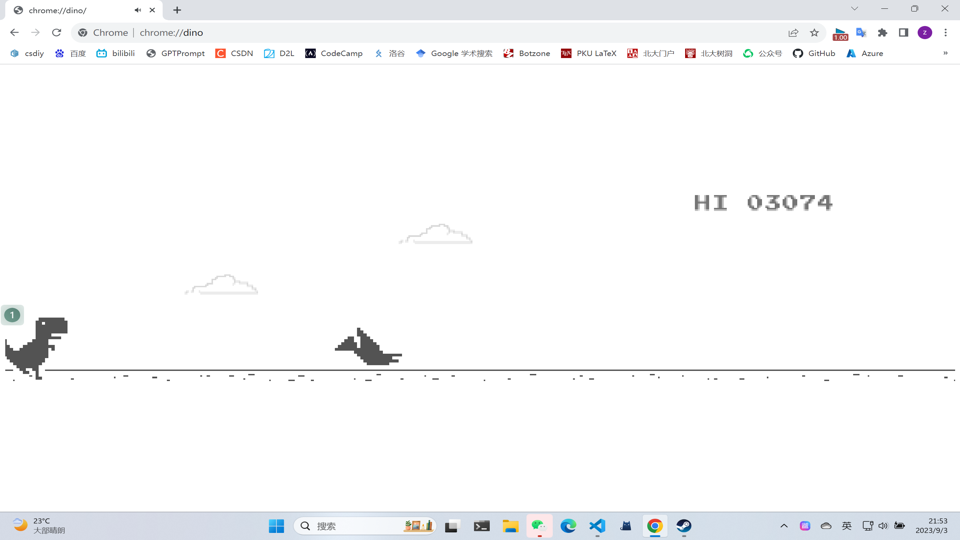 chrome://dino/
Chrome | chrome://dino
1.00
z
csdiy 百度 bilibili GPTPrompt CSDN D2L CodeCamp 洛谷 Google 学术搜索 Botzone PKU LaTeX 北大门户 北大树洞 公众号 GitHub Azure »
HI 03074
1
23°C
大部晴朗
搜索
英
21:53
2023/9/3